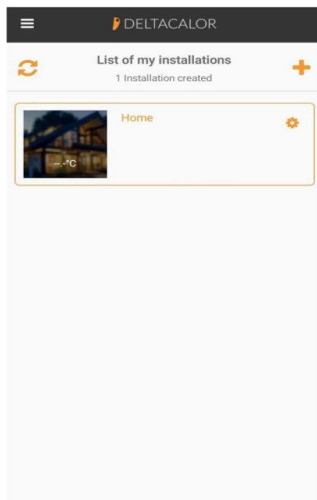 DELTACALOR
List of my installations
1 Installation created
Home
--.-°C